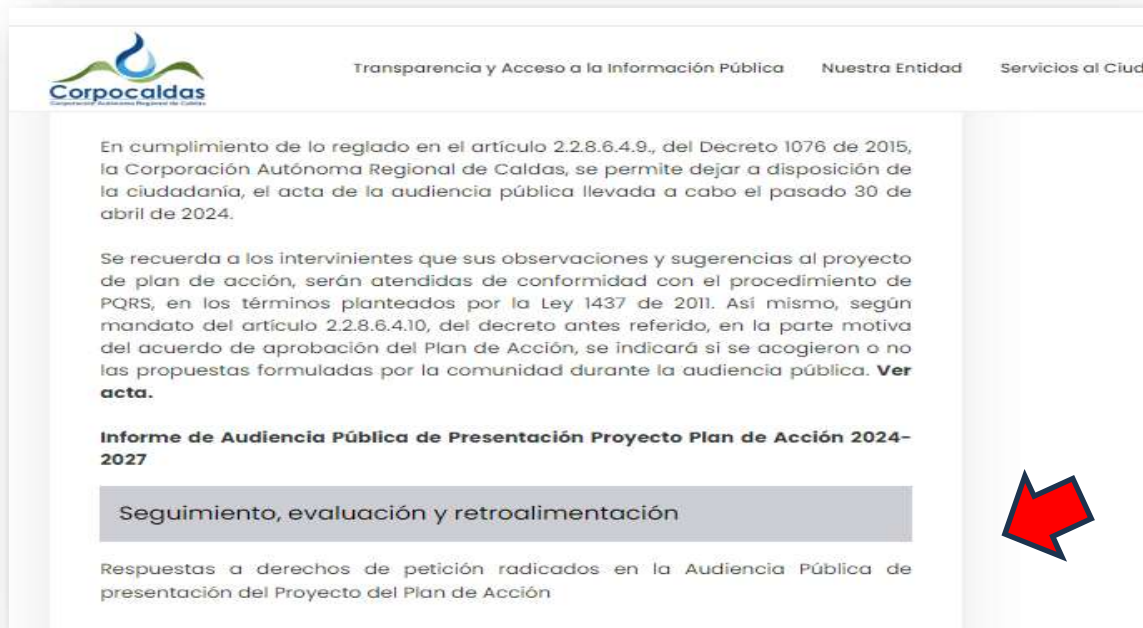 Corpocaldas
Corporación Autónoma Regional de Caldas
Transparencia y Acceso a la Información Pública Nuestra Entidad Servicios al Ciud
En cumplimiento de lo reglado en el artículo 2.2.8.6.4.9., del Decreto 1076 de 2015,
la Corporación Autónoma Regional de Caldas, se permite dejar a disposición de
la ciudadanía, el acta de la audiencia pública llevada a cabo el pasado 30 de
abril de 2024.
Se recuerda a los intervinientes que sus observaciones y sugerencias al proyecto
de plan de acción, serán atendidas de conformidad con el procedimiento de
PQRS, en los términos planteados por la Ley 1437 de 2011. Así mismo, según
mandato del artículo 2.2.8.6.4.10, del decreto antes referido, en la parte motiva
del acuerdo de aprobación del Plan de Acción, se indicará si se acogieron o no
las propuestas formuladas por la comunidad durante la audiencia pública. Ver
acta.
Informe de Audiencia Pública de Presentación Proyecto Plan de Acción 2024-
2027
Seguimiento, evaluación y retroalimentación
Respuestas a derechos de petición radicados en la Audiencia Pública de
presentación del Proyecto del Plan de Acción